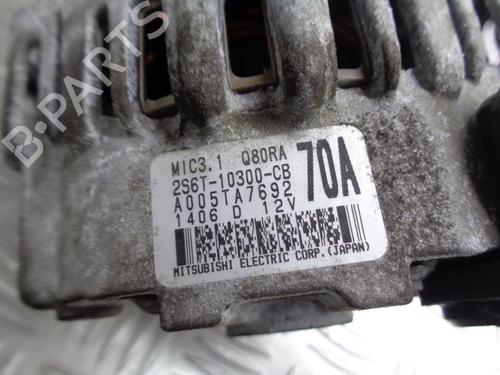 B-PARTS
MIC3.1 Q80RA
2S6T-10300-CB 70A
A005TA7692
1406 D 12V
MITSUBISHI ELECTRIC CORP.(JAPAN)